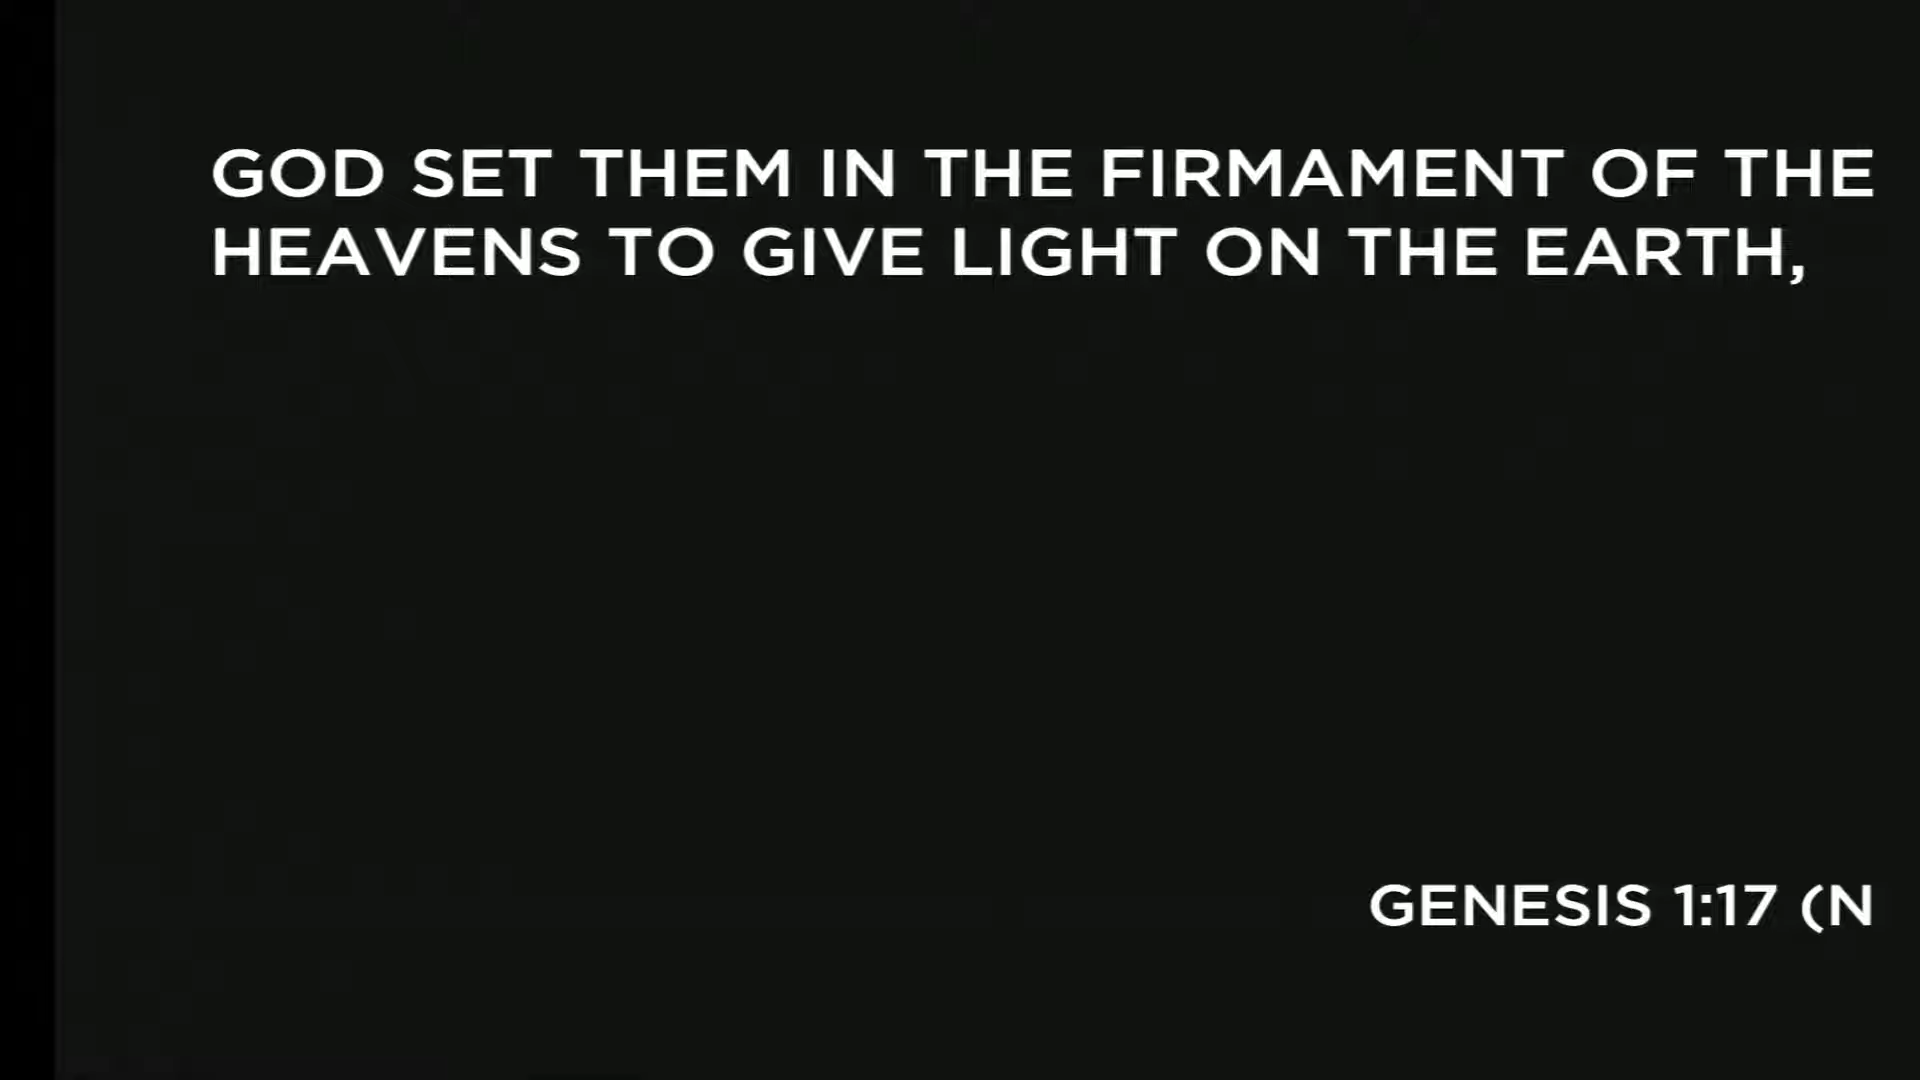 GOD SET THEM IN THE FIRMAMENT OF THE
HEAVENS TO GIVE LIGHT ON THE EARTH,
GENESIS 1:17 (N